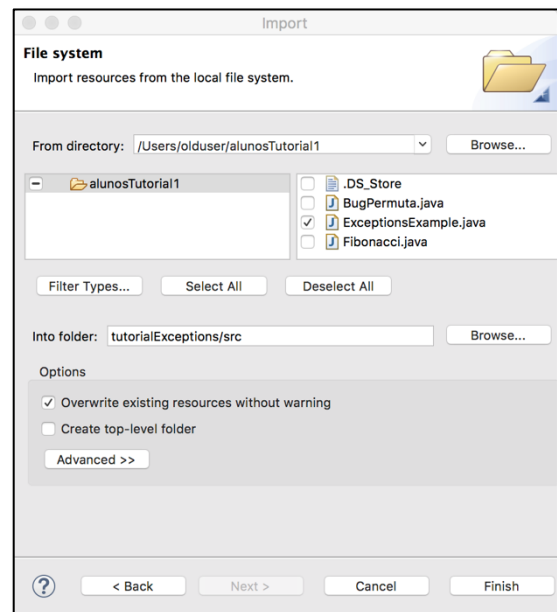 Import
File system
Import resources from the local file system.
From directory: /Users/olduser/alunosTutorial1 Browse...
alunosTutorial1
.DS_Store
BugPermuta.java
ExceptionsExample.java
Fibonacci.java
Filter Types... Select All Deselect All
Into folder: tutorialExceptions/src Browse...
Options
Overwrite existing resources without warning
Create top-level folder
Advanced >>
? < Back Next > Cancel Finish